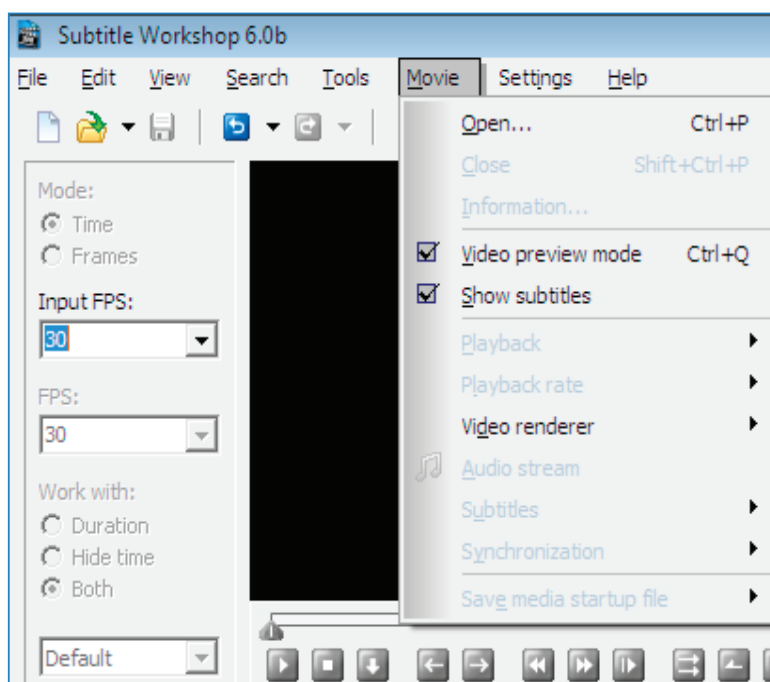 Subtitle Workshop 6.0b
File Edit View Search Tools Movie Settings Help
Mode:
Time
Frames
Input FPS:
30
FPS:
30
Work with:
Duration
Hide time
Both
Default
Open... Ctrl+P
Close Shift+Ctrl+P
Information...
Video preview mode Ctrl+Q
Show subtitles
Playback
Playback rate
Video renderer
Audio stream
Subtitles
Synchronization
Save media startup file